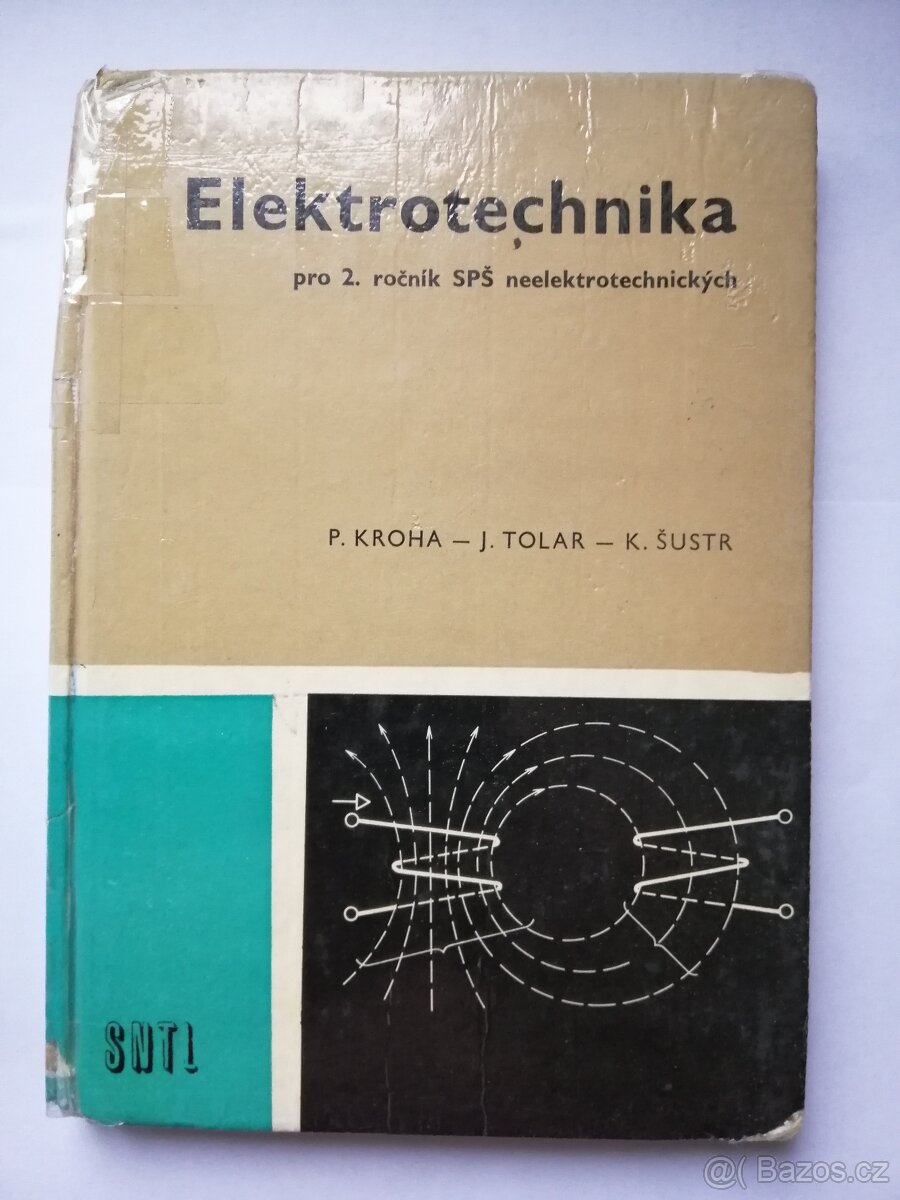 Elektrotechnika
pro 2. ročník SPŠ neelektrotechnických
P. KROHA — J. TOLAR — K. ŠUSTR
SNTL
@( Bazos.cz